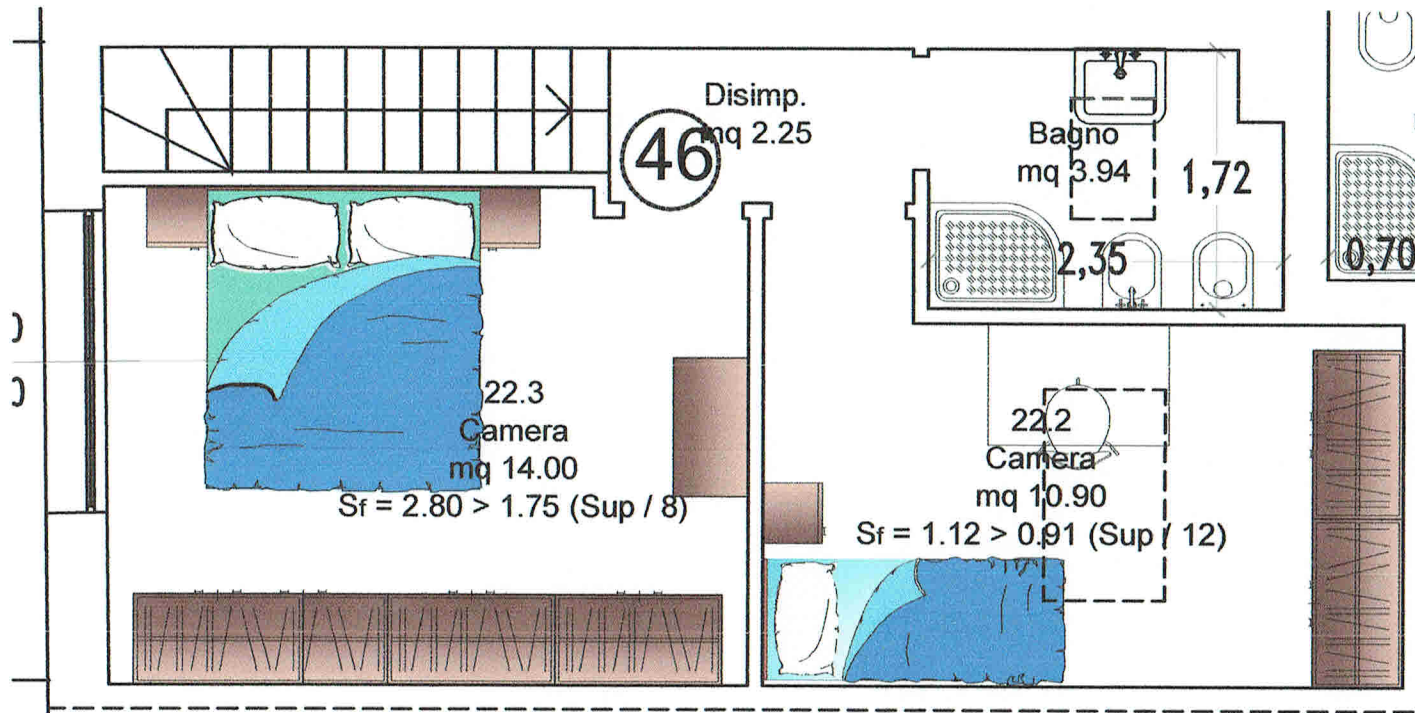 Disimp.
mq 2.25
46
Bagno
mq 3.94
1,72
2,35
0,70
22.3
Camera
mq 14.00
Sf = 2.80 > 1.75 (Sup / 8)
22.2
Camera
mq 10.90
Sf = 1.12 > 0.91 (Sup / 12)